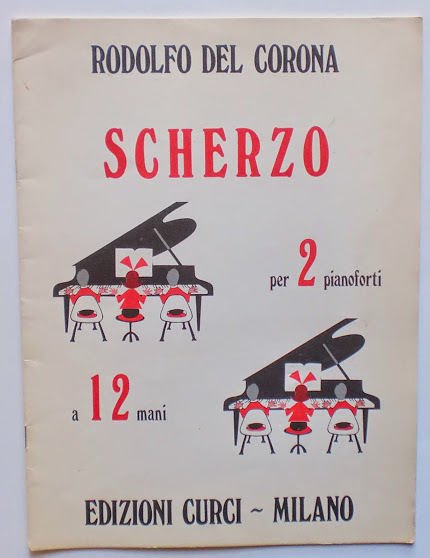 RODOLFO DEL CORONA
SCHERZO
per 2 pianoforti
a 12 mani
EDIZIONI CURCI ~ MILANO